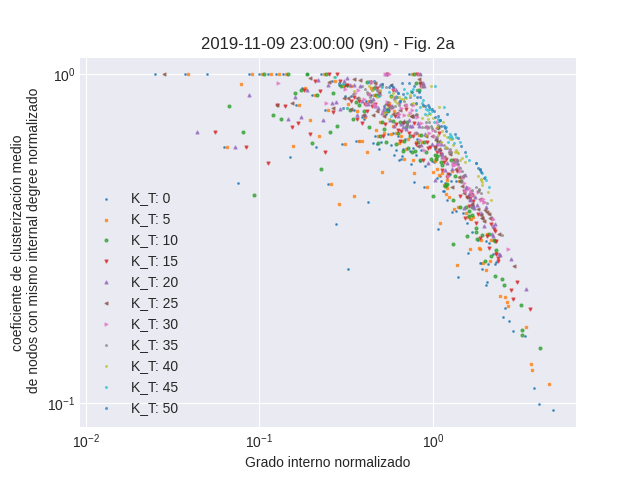 2019-11-09 23:00:00 (9n) - Fig. 2a
coeficiente de clusterización medio
de nodos con mismo internal degree normalizado
10⁰
10⁻¹
K_T: 0
K_T: 5
K_T: 10
K_T: 15
K_T: 20
K_T: 25
K_T: 30
K_T: 35
K_T: 40
K_T: 45
K_T: 50
10⁻² 10⁻¹ 10⁰
Grado interno normalizado